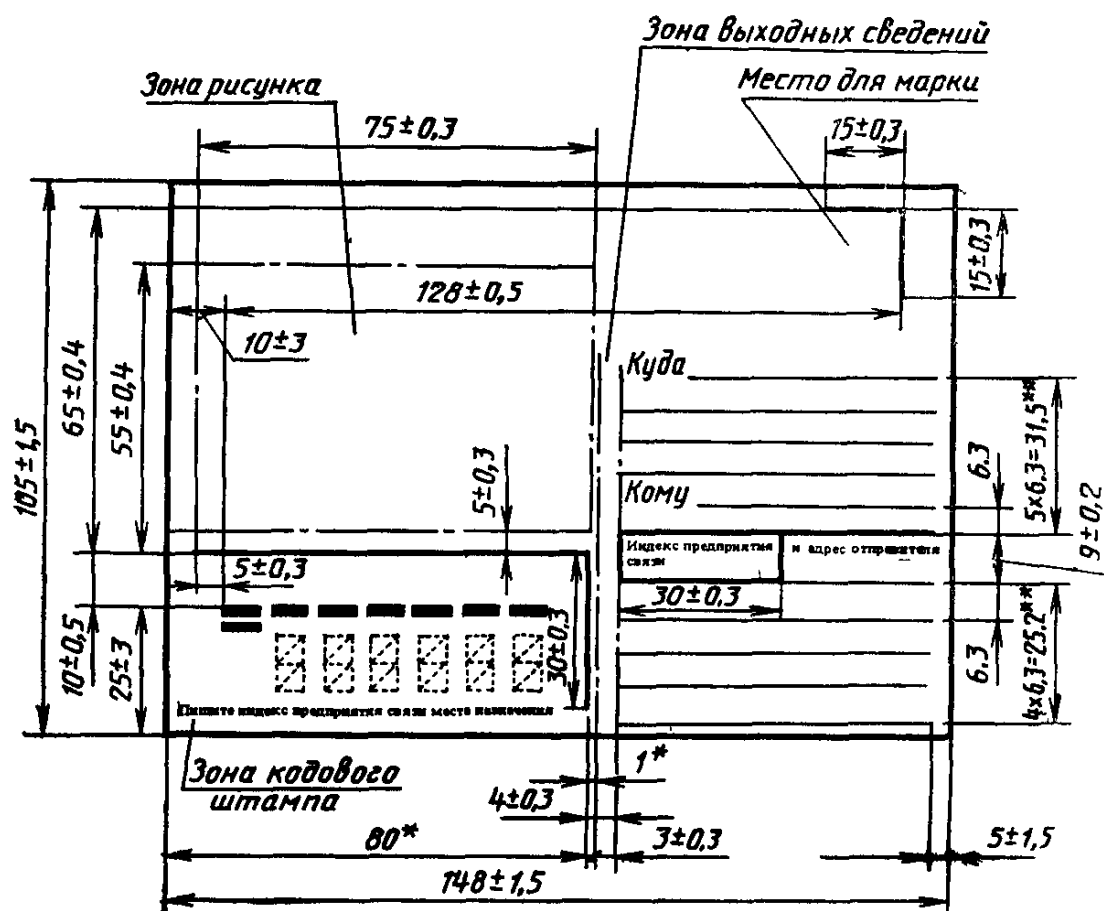 Зона выходных сведений
Зона рисунка
Место для марки
75±0,3
15±0,3
15±0,3
128±0,5
10±3
65±0,4
55±0,4
105±1,5
Куда
5×6,3=31,5**
6,3
9±0,2
5±0,3
Кому
Индекс предприятия
связи
и адрес отправителя
5±0,3
30±0,3
30±0,3
10±0,5
25±3
6,3
4×6,3=25,2**
Пишите индекс предприятия связи места назначения
Зона кодового
штампа
1*
4±0,3
80*
3±0,3
5±1,5
148±1,5